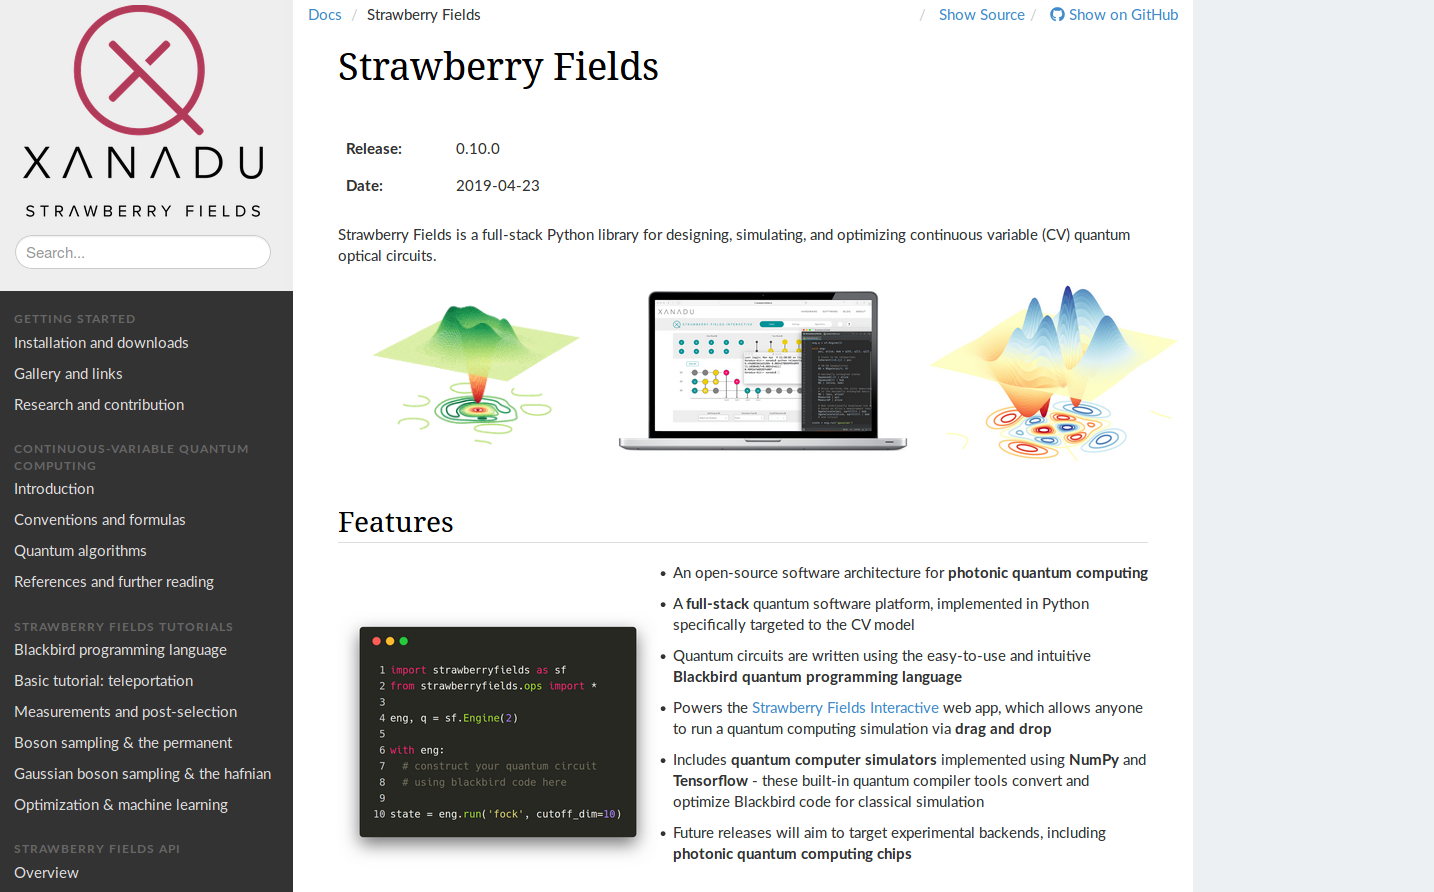 XANADU
STRAWBERRY FIELDS
Search...
GETTING STARTED
Installation and downloads
Gallery and links
Research and contribution
CONTINUOUS-VARIABLE QUANTUM
COMPUTING
Introduction
Conventions and formulas
Quantum algorithms
References and further reading
STRAWBERRY FIELDS TUTORIALS
Blackbird programming language
Basic tutorial: teleportation
Measurements and post-selection
Boson sampling & the permanent
Gaussian boson sampling & the hafnian
Optimization & machine learning
STRAWBERRY FIELDS API
Overview
Docs / Strawberry Fields
/ Show Source / Show on GitHub
Strawberry Fields
Release: 0.10.0
Date: 2019-04-23
Strawberry Fields is a full-stack Python library for designing, simulating, and optimizing continuous variable (CV) quantum
optical circuits.
XANADU
STRAWBERRY FIELDS INTERACTIVE
Features
1 import strawberryfields as sf
2 from strawberryfields.ops import *
3
4 eng, q = sf.Engine(2)
5
6 with eng:
7 # construct your quantum circuit
8 # using blackbird code here
9
10 state = eng.run('fock', cutoff_dim=10)
• An open-source software architecture for photonic quantum computing
• A full-stack quantum software platform, implemented in Python
specifically targeted to the CV model
• Quantum circuits are written using the easy-to-use and intuitive
Blackbird quantum programming language
• Powers the Strawberry Fields Interactive web app, which allows anyone
to run a quantum computing simulation via drag and drop
• Includes quantum computer simulators implemented using NumPy and
Tensorflow - these built-in quantum compiler tools convert and
optimize Blackbird code for classical simulation
• Future releases will aim to target experimental backends, including
photonic quantum computing chips